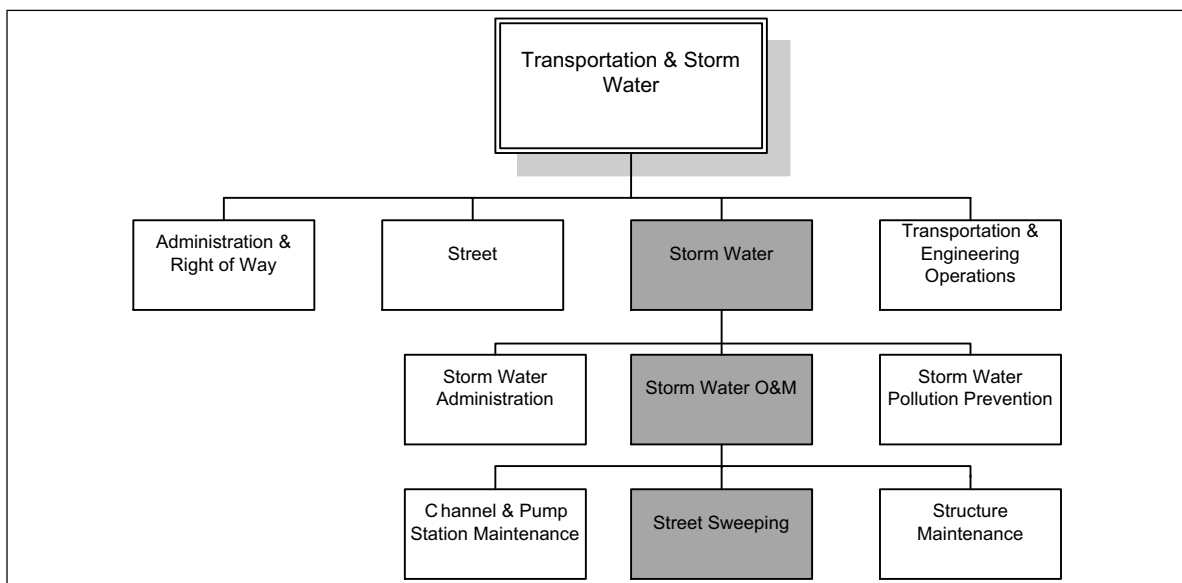 Transportation & Storm
Water
Administration &
Right of Way
Street
Storm Water
Transportation &
Engineering
Operations
Storm Water
Administration
Storm Water O&M
Storm Water
Pollution Prevention
Channel & Pump
Station Maintenance
Street Sweeping
Structure
Maintenance